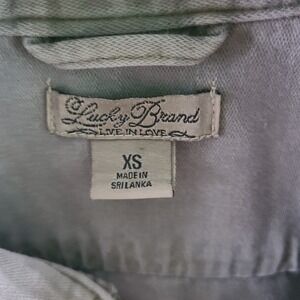 Lucky Brand
LIVE IN LOVE
XS
MADE IN
SRI LANKA